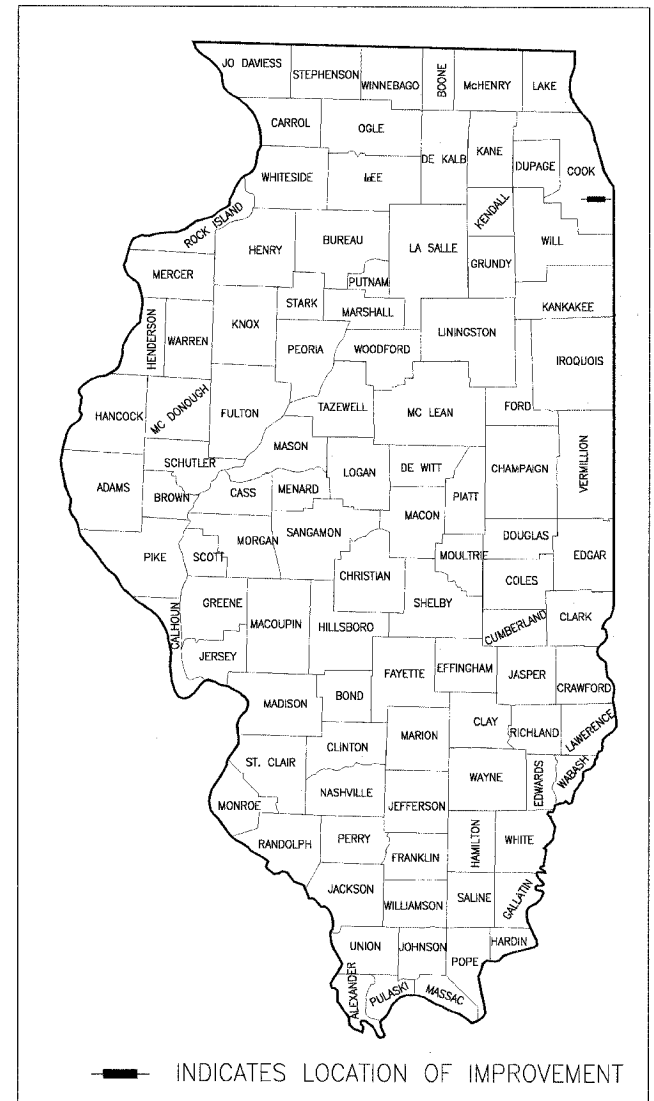 JO DAVIESS
STEPHENSON
WINNEBAGO
BOONE
McHENRY
LAKE
CARROL
OGLE
DE KALB
KANE
DUPAGE
COOK
WHITESIDE
LEE
KENDALL
ROCK ISLAND
HENRY
BUREAU
LA SALLE
WILL
GRUNDY
MERCER
PUTNAM
STARK
MARSHALL
KANKAKEE
HENDERSON
WARREN
KNOX
PEORIA
WOODFORD
LININGSTON
IROQUOIS
HANCOCK
MC DONOUGH
FULTON
TAZEWELL
MC LEAN
FORD
VERMILLION
MASON
SCHUTLER
LOGAN
DE WITT
CHAMPAIGN
ADAMS
BROWN
CASS
MENARD
PIATT
MACON
SANGAMON
MORGAN
DOUGLAS
EDGAR
PIKE
SCOTT
CHRISTIAN
MOULTRIE
COLES
GREENE
SHELBY
CALHOUN
MACOUPIN
HILLSBORO
CUMBERLAND
CLARK
JERSEY
FAYETTE
EFFINGHAM
JASPER
CRAWFORD
MADISON
BOND
CLAY
RICHLAND
LAWERENCE
MARION
CLINTON
ST. CLAIR
WAYNE
EDWARDS
WABASH
NASHVILLE
JEFFERSON
MONROE
RANDOLPH
PERRY
HAMILTON
WHITE
FRANKLIN
JACKSON
WILLIAMSON
SALINE
GALLATIN
UNION
JOHNSON
POPE
HARDIN
ALEXANDER
PULASKI
MASSAC
INDICATES LOCATION OF IMPROVEMENT